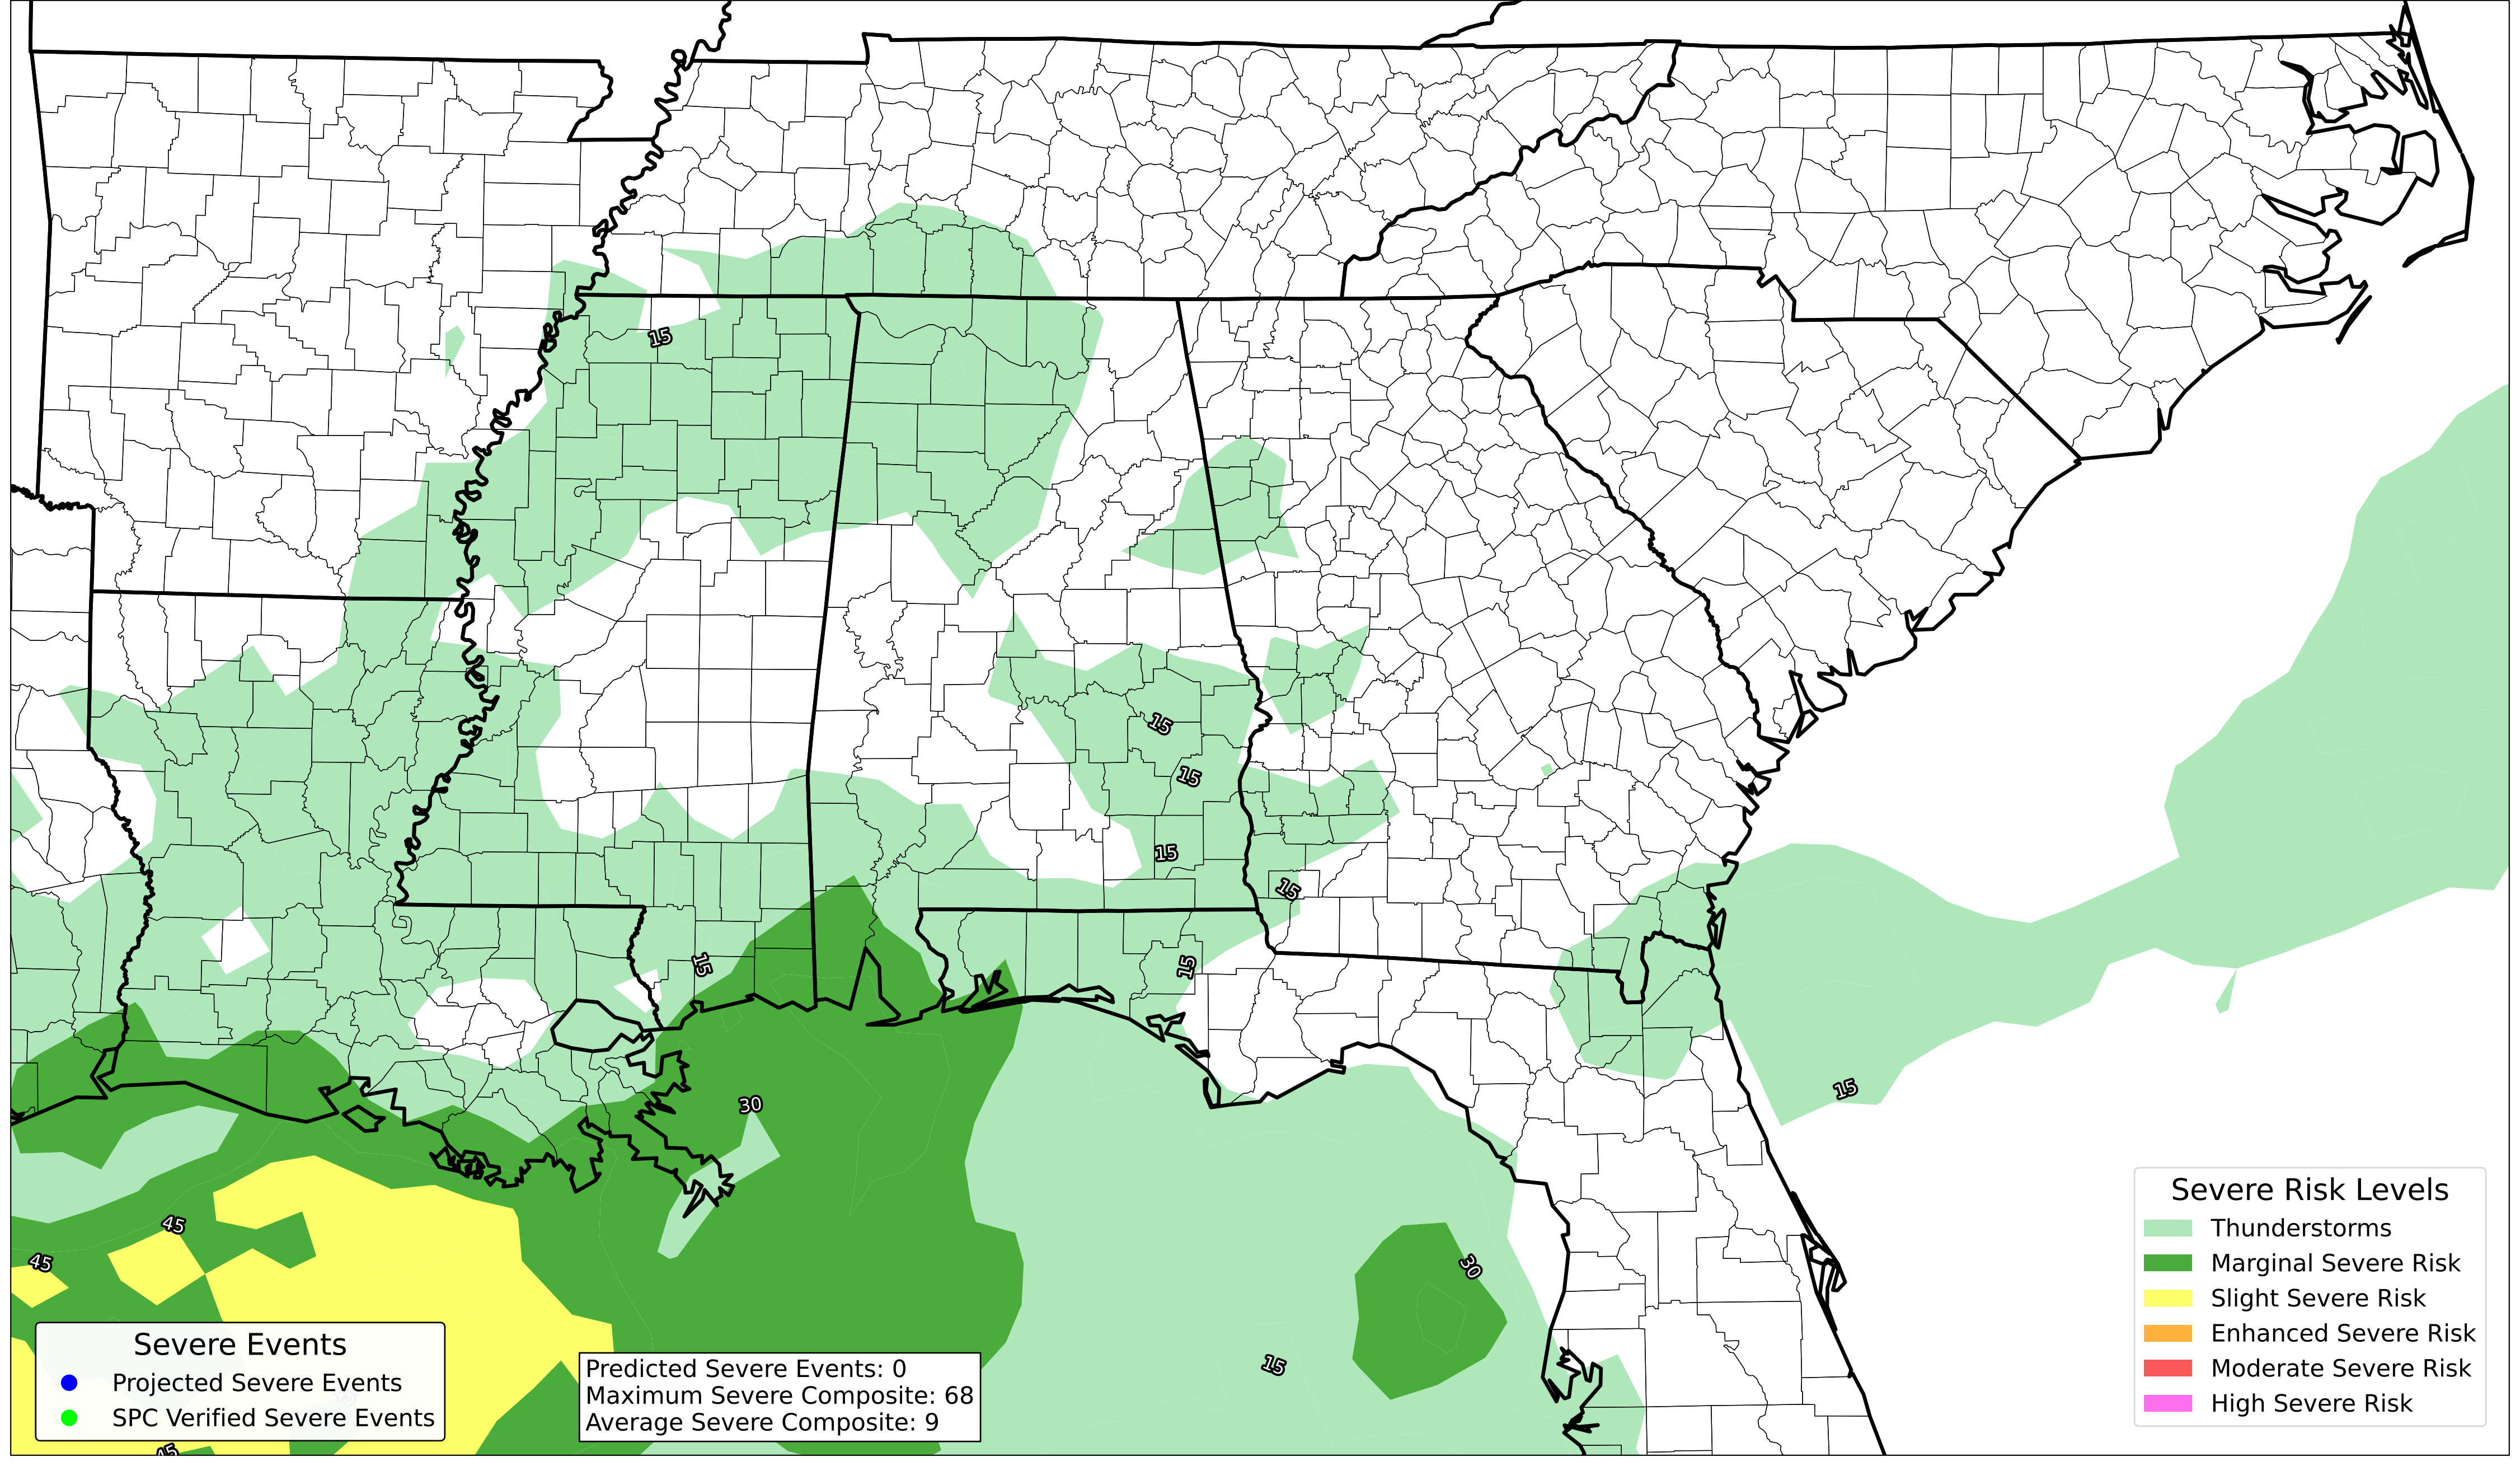 15
15
15
15
15
15
15
30
15
45
45
30
15
45
Severe Events
Projected Severe Events
SPC Verified Severe Events
Predicted Severe Events: 0
Maximum Severe Composite: 68
Average Severe Composite: 9
Severe Risk Levels
Thunderstorms
Marginal Severe Risk
Slight Severe Risk
Enhanced Severe Risk
Moderate Severe Risk
High Severe Risk